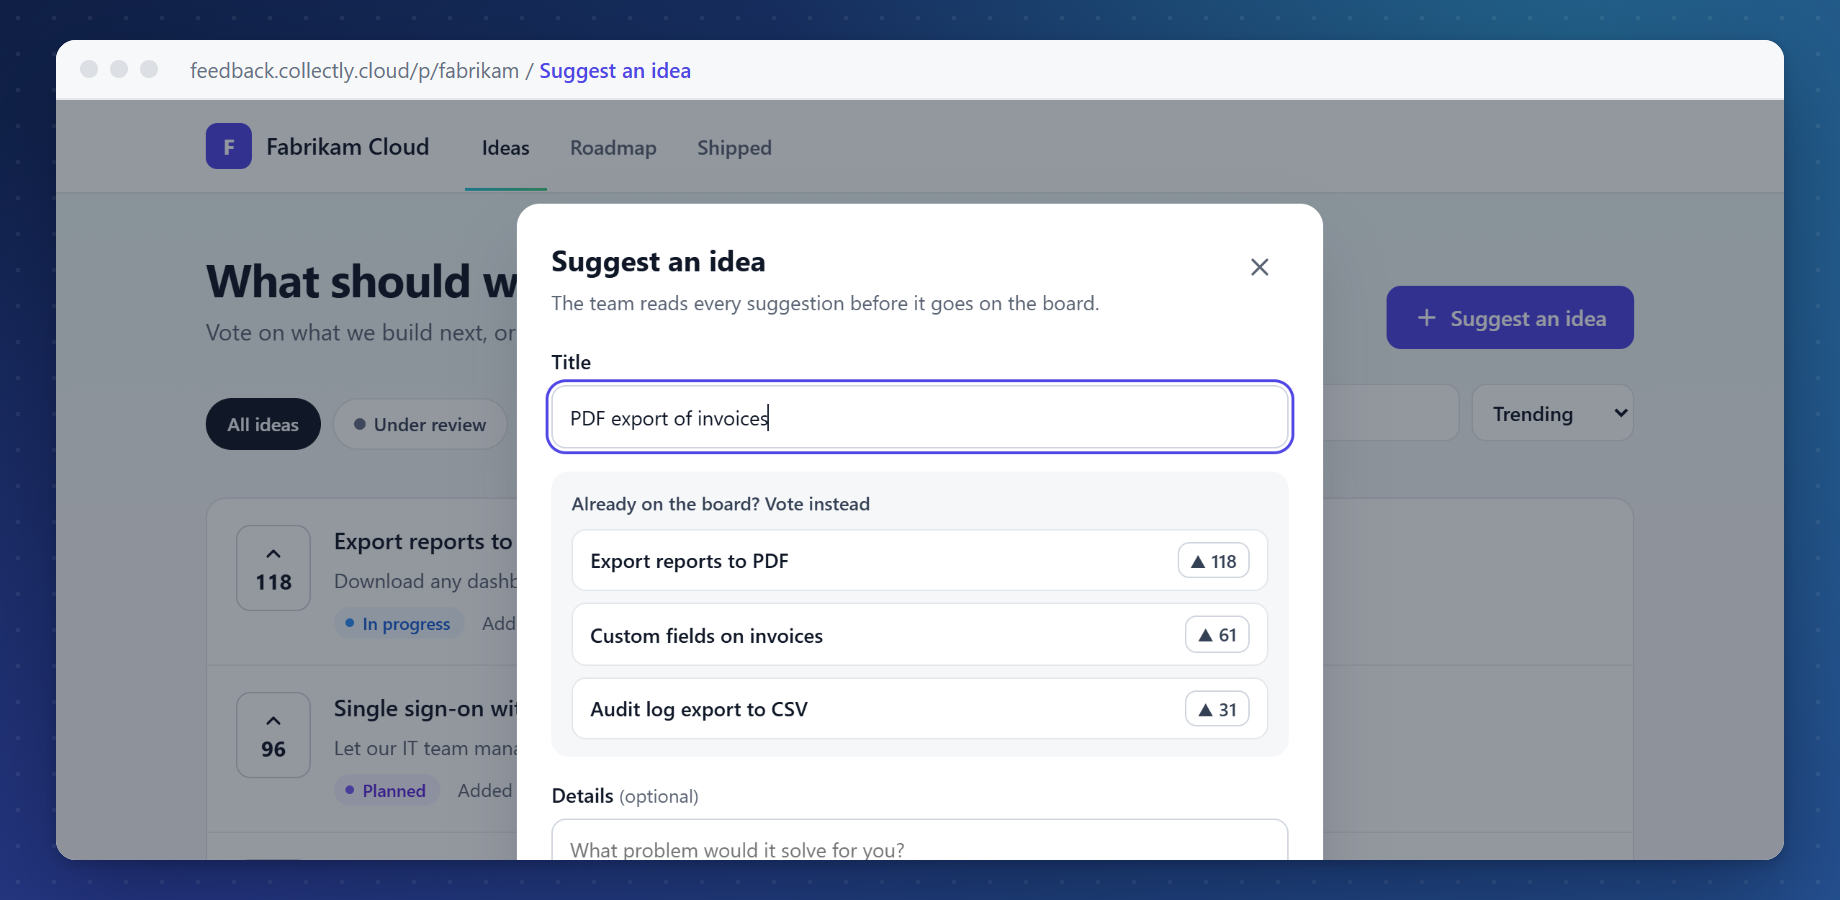 feedback.collectly.cloud/p/fabrikam / Suggest an idea
F Fabrikam Cloud Ideas Roadmap Shipped
What should w
Vote on what we build next, or
+ Suggest an idea
All ideas Under review
Trending
118
Export reports to
Download any dashb
In progress Add
96
Single sign-on wit
Let our IT team mana
Planned Added
Suggest an idea
The team reads every suggestion before it goes on the board.
Title
PDF export of invoices
Already on the board? Vote instead
Export reports to PDF ▲ 118
Custom fields on invoices ▲ 61
Audit log export to CSV ▲ 31
Details (optional)
What problem would it solve for you?